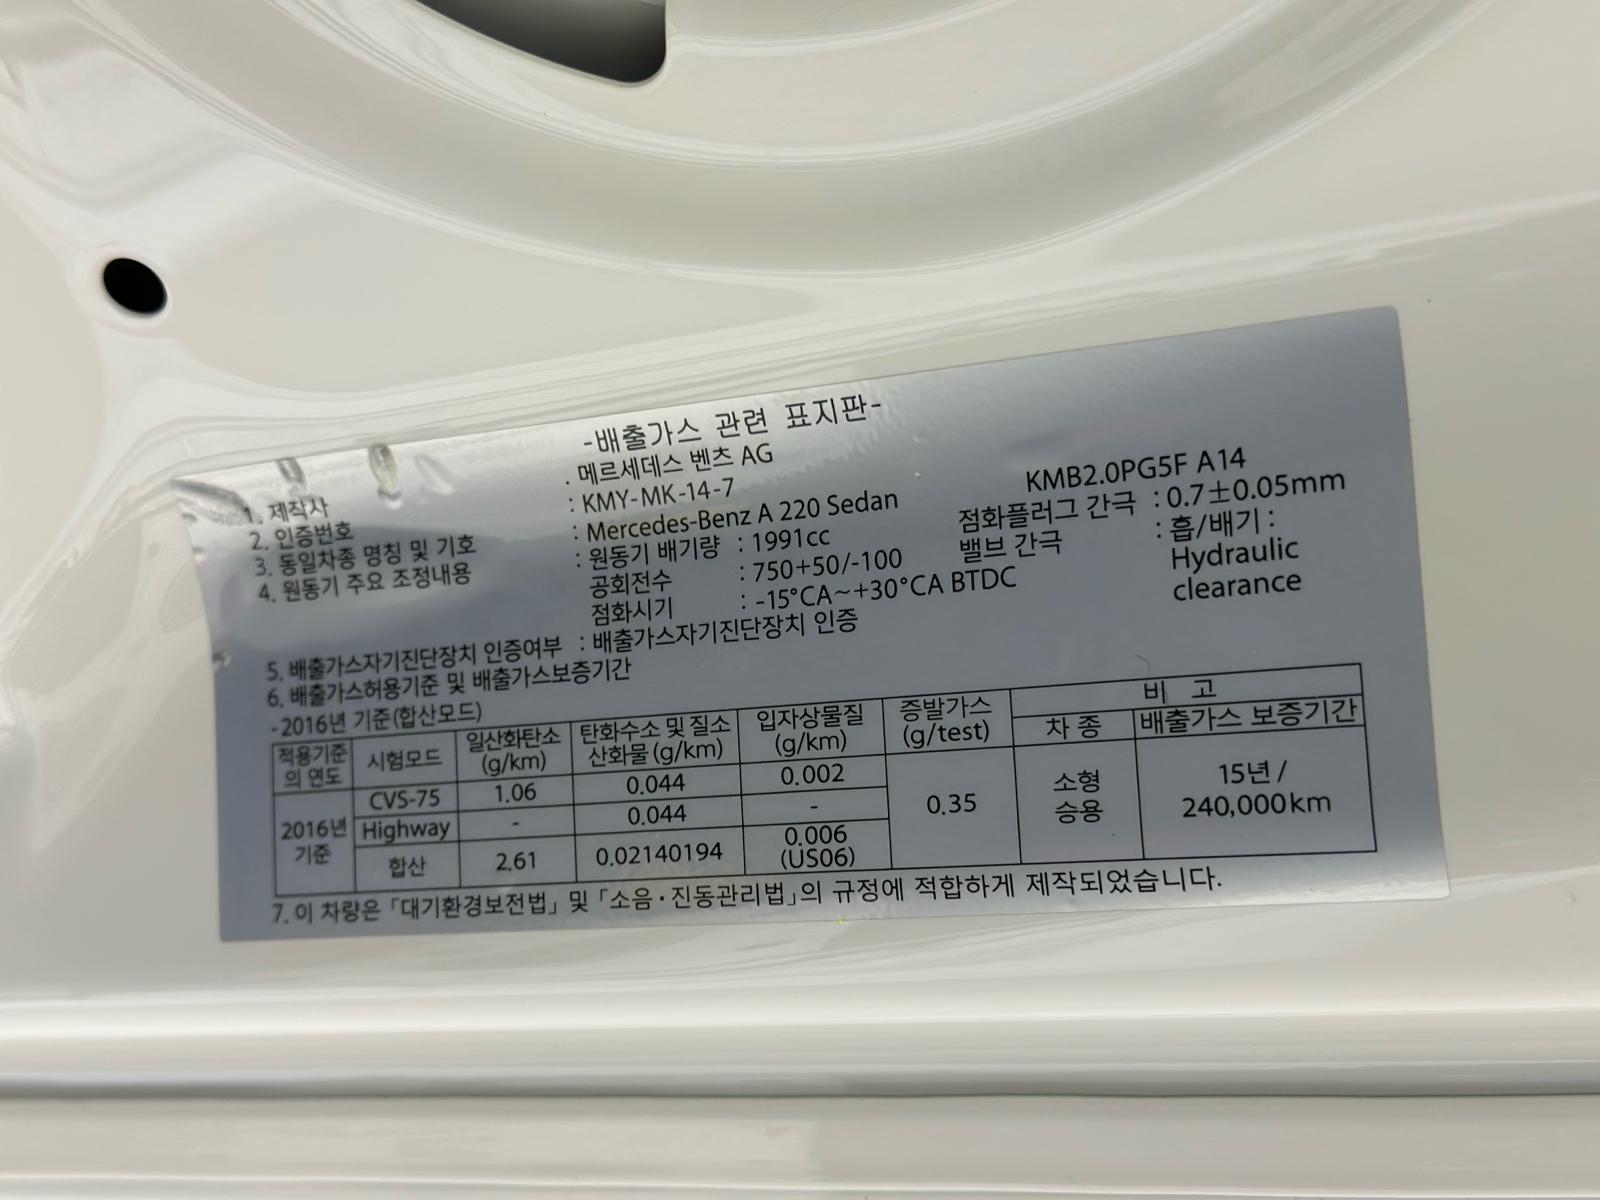 -배출가스 관련 표지판-
1. 제작사 : 메르세데스 벤츠 AG
2. 인증번호 : KMY-MK-14-7
3. 동일차종 명칭 및 기호 : Mercedes-Benz A 220 Sedan KMB2.0PG5F A14
4. 원동기 주요 조정내용 : 원동기 배기량 : 1991cc 점화플러그 간극 : 0.7±0.05mm
공회전수 : 750+50/-100 밸브 간극 : 흡/배기 :
점화시기 : -15°CA~+30°CA BTDC Hydraulic
clearance
5. 배출가스자기진단장치 인증여부 : 배출가스자기진단장치 인증
6. 배출가스허용기준 및 배출가스보증기간
-2016년 기준(합산모드)
적용기준의 연도 시험모드 일산화탄소 (g/km) 탄화수소 및 질소산화물 (g/km) 입자상물질 (g/km) 증발가스 (g/test) 비 고
차 종 배출가스 보증기간
2016년 기준 CVS-75 1.06 0.044 0.002 0.35 소형 승용 15년 / 240,000km
Highway - 0.044 -
합산 2.61 0.02140194 0.006 (US06)
7. 이 차량은 「대기환경보전법」 및 「소음·진동관리법」의 규정에 적합하게 제작되었습니다.